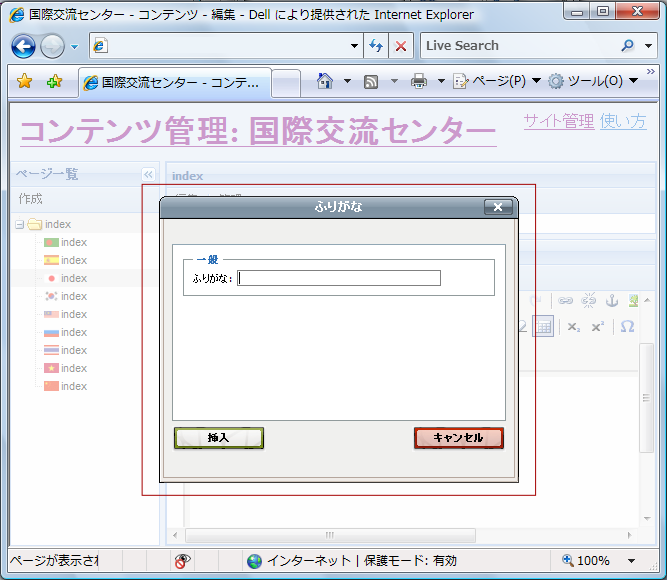 国際交流センター - コンテンツ - 編集 - Dell により提供された Internet Explorer
Live Search
国際交流センター - コンテ...
ページ(P)
ツール(O)
コンテンツ管理: 国際交流センター
サイト管理 使い方
ページ一覧
index
作成
index
index
index
index
index
index
index
index
index
index
ふりがな
一般
ふりがな:
挿入
キャンセル
ページが表示され
インターネット | 保護モード: 有効
100%